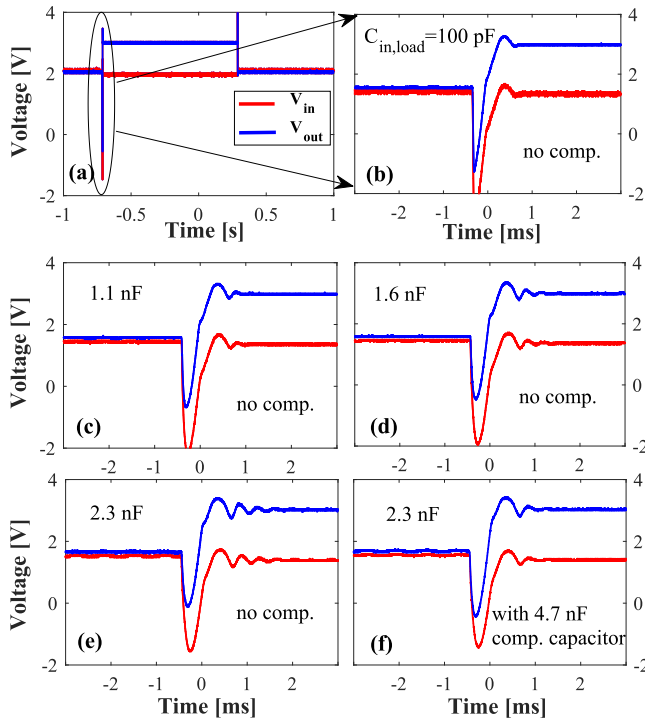 4
2
0
-2
Voltage [V]
-1
-0.5
0
0.5
1
Time [s]
V_in
V_out
(a)
C_in,load=100 pF
no comp.
(b)
4
2
0
-2
-2
-1
0
1
2
Time [ms]
1.1 nF
no comp.
(c)
4
2
0
-2
Voltage [V]
-2
-1
0
1
2
1.6 nF
no comp.
(d)
4
2
0
-2
-2
-1
0
1
2
2.3 nF
no comp.
(e)
4
2
0
-2
Voltage [V]
-2
-1
0
1
2
Time [ms]
2.3 nF
with 4.7 nF
comp. capacitor
(f)
4
2
0
-2
-2
-1
0
1
2
Time [ms]